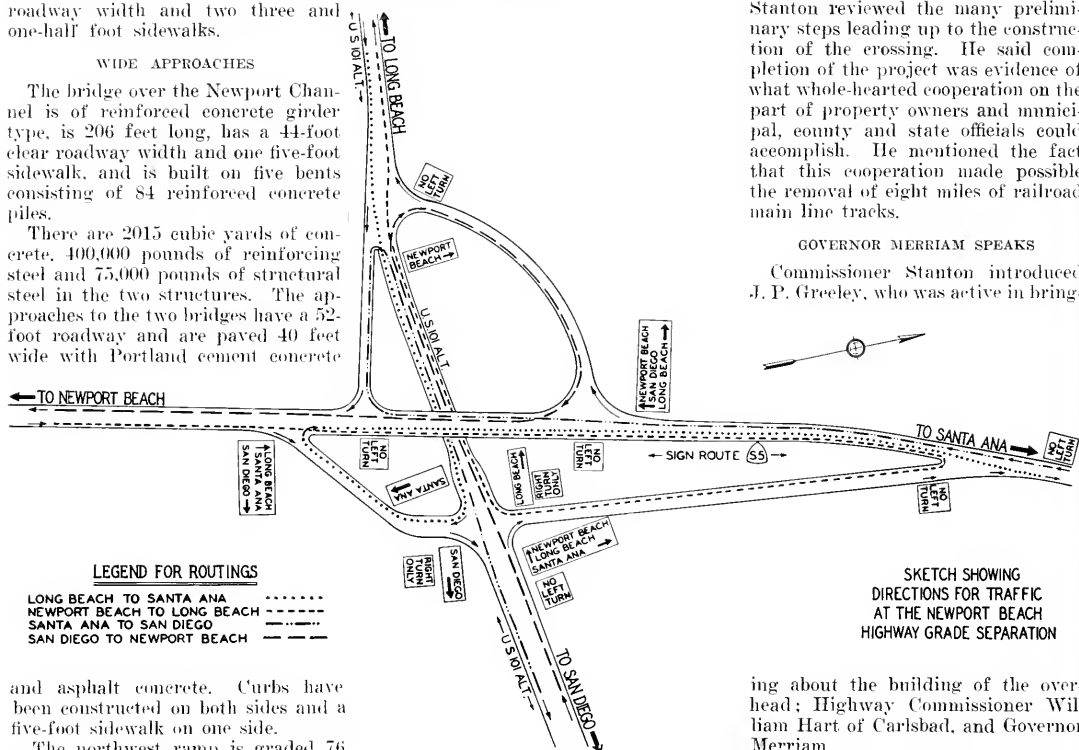 roadway width and two three and
one-half foot sidewalks.
WIDE APPROACHES
The bridge over the Newport Chan-
nel is of reinforced concrete girder
type, is 206 feet long, has a 44-foot
clear roadway width and one five-foot
sidewalk, and is built on five bents
consisting of 84 reinforced concrete
piles.
There are 2015 cubic yards of con-
crete, 400,000 pounds of reinforcing
steel and 75,000 pounds of structural
steel in the two structures. The ap-
proaches to the two bridges have a 52-
foot roadway and are paved 40 feet
wide with Portland cement concrete
U S 101 ALT.
TO LONG BEACH
NO
LEFT
TURN
NEWPORT
BEACH
U. S 101 ALT.
NEWPORT BEACH
SAN DIEGO
LONG BEACH
TO NEWPORT BEACH
TO SANTA ANA
NO
LEFT
TURN
LONG BEACH
SANTA ANA
SAN DIEGO
NO
LEFT
TURN
SANTA ANA
LONG BEACH
RIGHT
TURN
ONLY
NO
LEFT
TURN
SIGN ROUTE S5
NO
LEFT
TURN
NEWPORT BEACH
LONG BEACH
SANTA ANA
NO
LEFT TURN
RIGHT
TURN
ONLY
SAN DIEGO
U S 101 ALT.
TO SAN DIEGO
LEGEND FOR ROUTINGS
LONG BEACH TO SANTA ANA
NEWPORT BEACH TO LONG BEACH
SANTA ANA TO SAN DIEGO
SAN DIEGO TO NEWPORT BEACH
SKETCH SHOWING
DIRECTIONS FOR TRAFFIC
AT THE NEWPORT BEACH
HIGHWAY GRADE SEPARATION
and asphalt concrete. Curbs have
been constructed on both sides and a
five-foot sidewalk on one side.
The northwest ramp is graded 76
Stanton reviewed the many prelimi-
nary steps leading up to the construc-
tion of the crossing. He said com-
pletion of the project was evidence of
what whole-hearted cooperation on the
part of property owners and munici-
pal, county and state officials could
accomplish. He mentioned the fact
that this cooperation made possible
the removal of eight miles of railroad
main line tracks.
GOVERNOR MERRIAM SPEAKS
Commissioner Stanton introduced
J. P. Greeley, who was active in bring-
ing about the building of the over-
head; Highway Commissioner Wil-
liam Hart of Carlsbad, and Governor
Merriam.